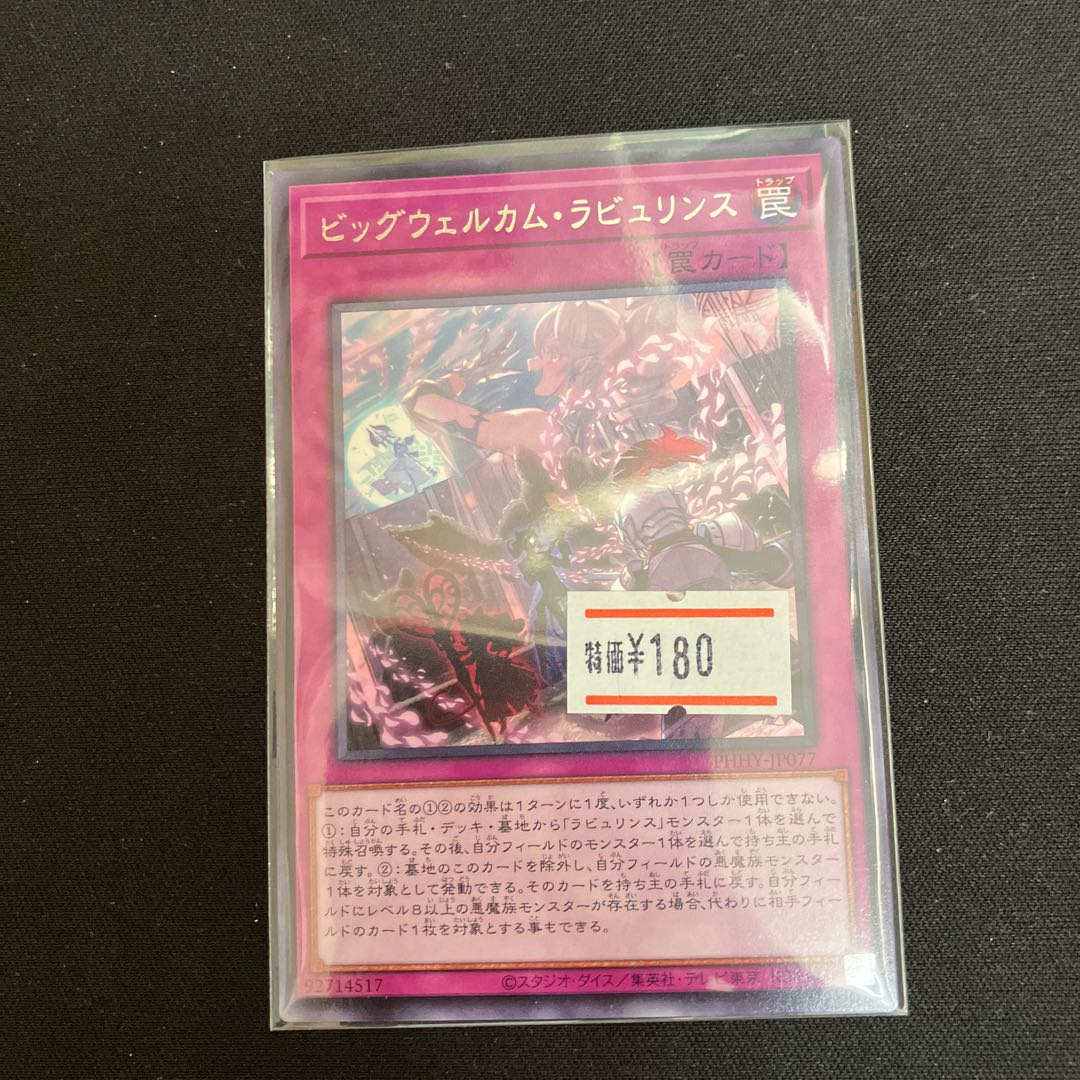 トラップ
ビッグウェルカム・ラビュリンス 罠
トラップ
【罠カード】
特価¥180
PHHY-JP077
このカード名の①②の効果は1ターンに1度、いずれか1つしか使用できない。
①:自分の手札・デッキ・墓地から「ラビュリンス」モンスター1体を選んで
特殊召喚する。その後、自分フィールドのモンスター1体を選んで持ち主の手札
に戻す。②:墓地のこのカードを除外し、自分フィールドの悪魔族モンスター
1体を対象として発動できる。そのカードを持ち主の手札に戻す。自分フィー
ルドにレベル8以上の悪魔族モンスターが存在する場合、代わりに相手フィー
ルドのカード1枚を対象とする事もできる。
92714517
©スタジオ・ダイス/集英社・テレビ東京